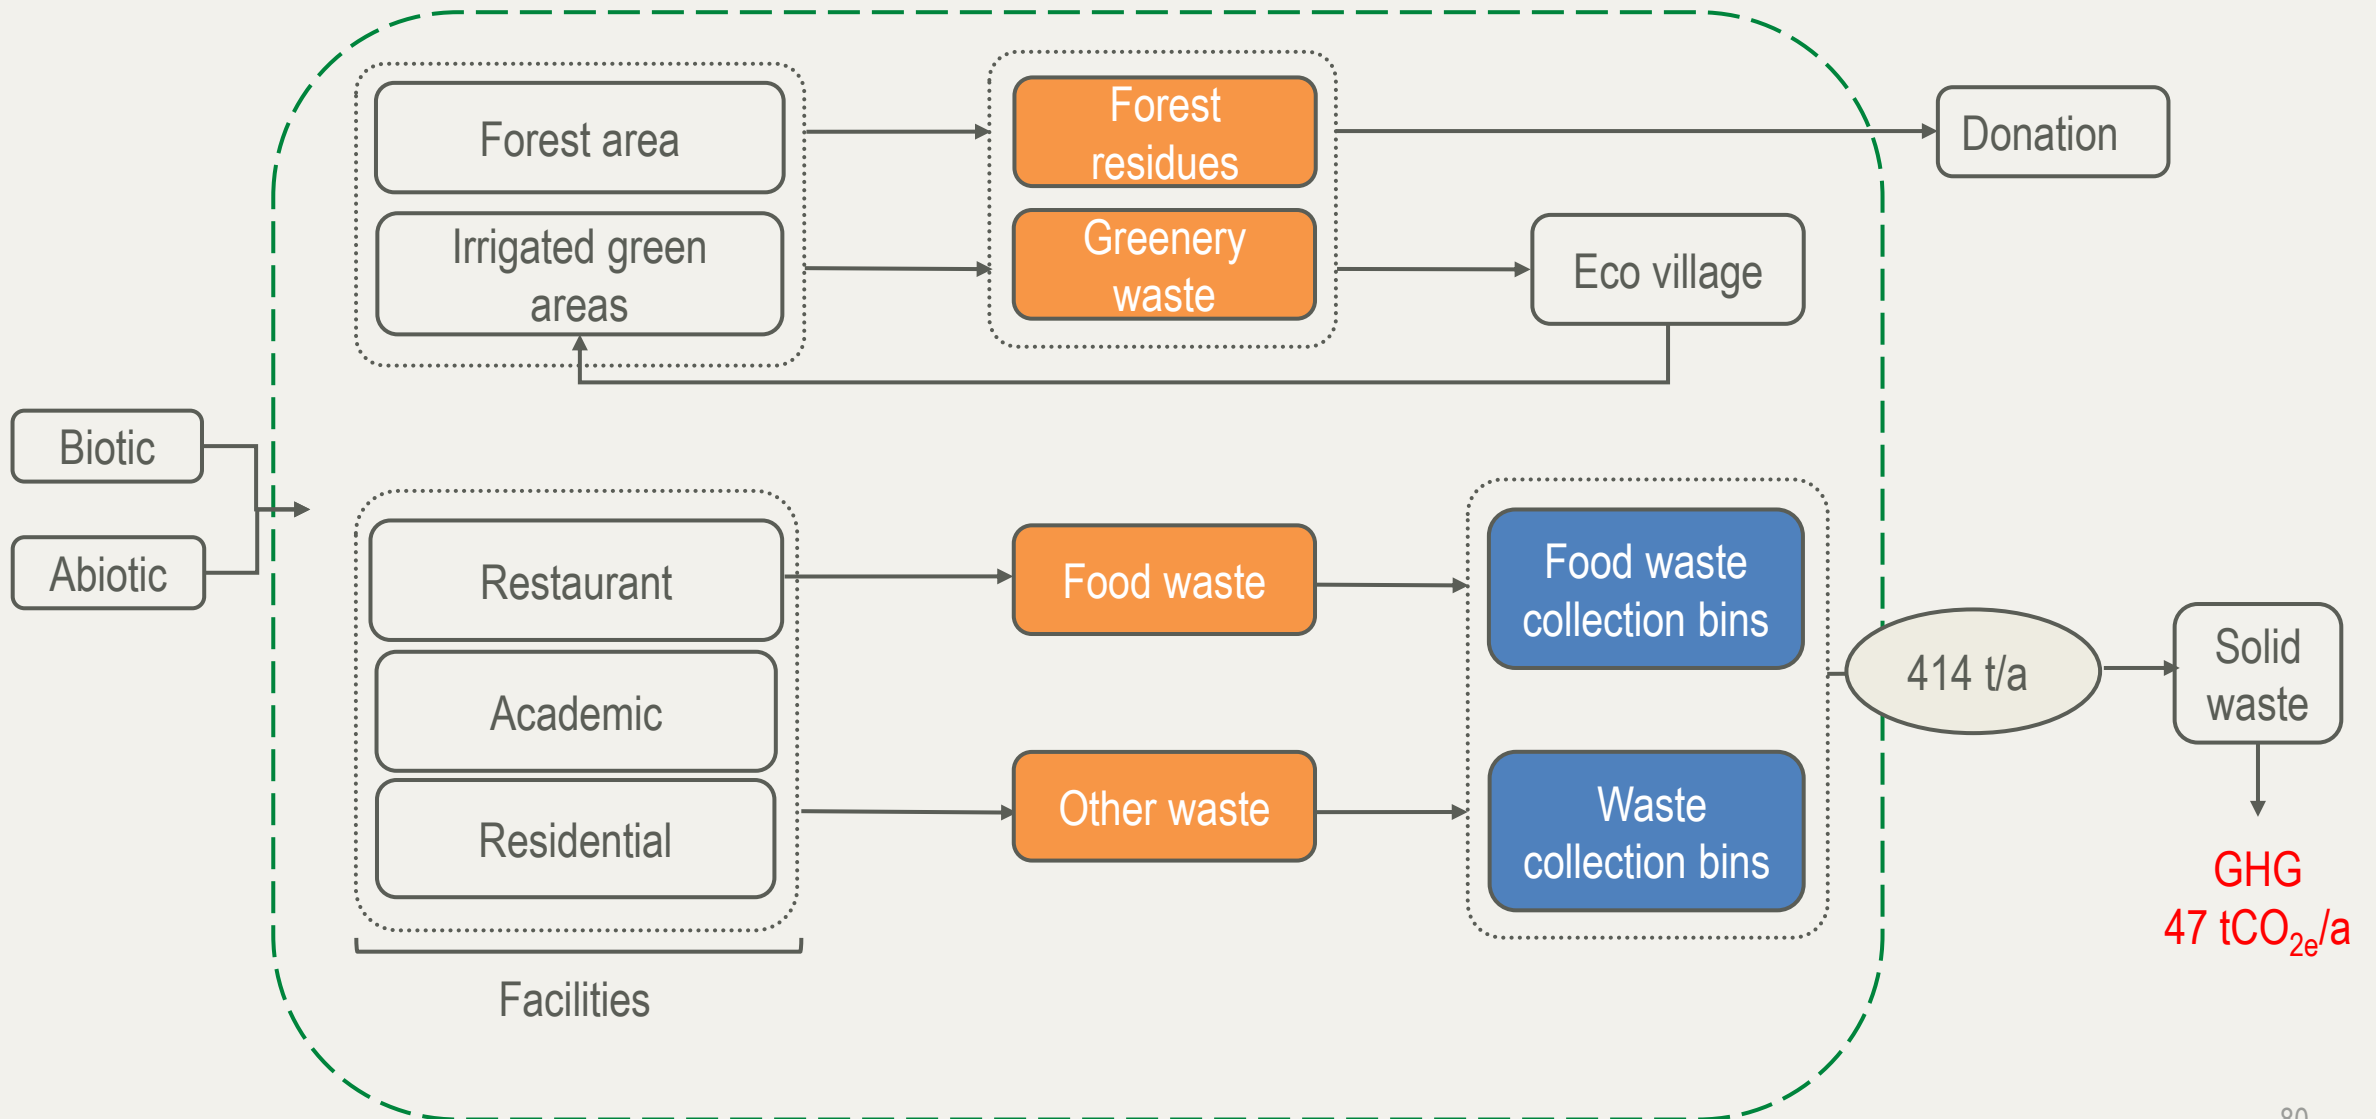 Forest area
Forest
residues
Donation
Irrigated green
areas
Greenery
waste
Eco village
Biotic
Abiotic
Restaurant
Food waste
Food waste
collection bins
Academic
414 t/a
Solid
waste
Residential
Other waste
Waste
collection bins
GHG
47 tCO₂ₑ/a
Facilities
80